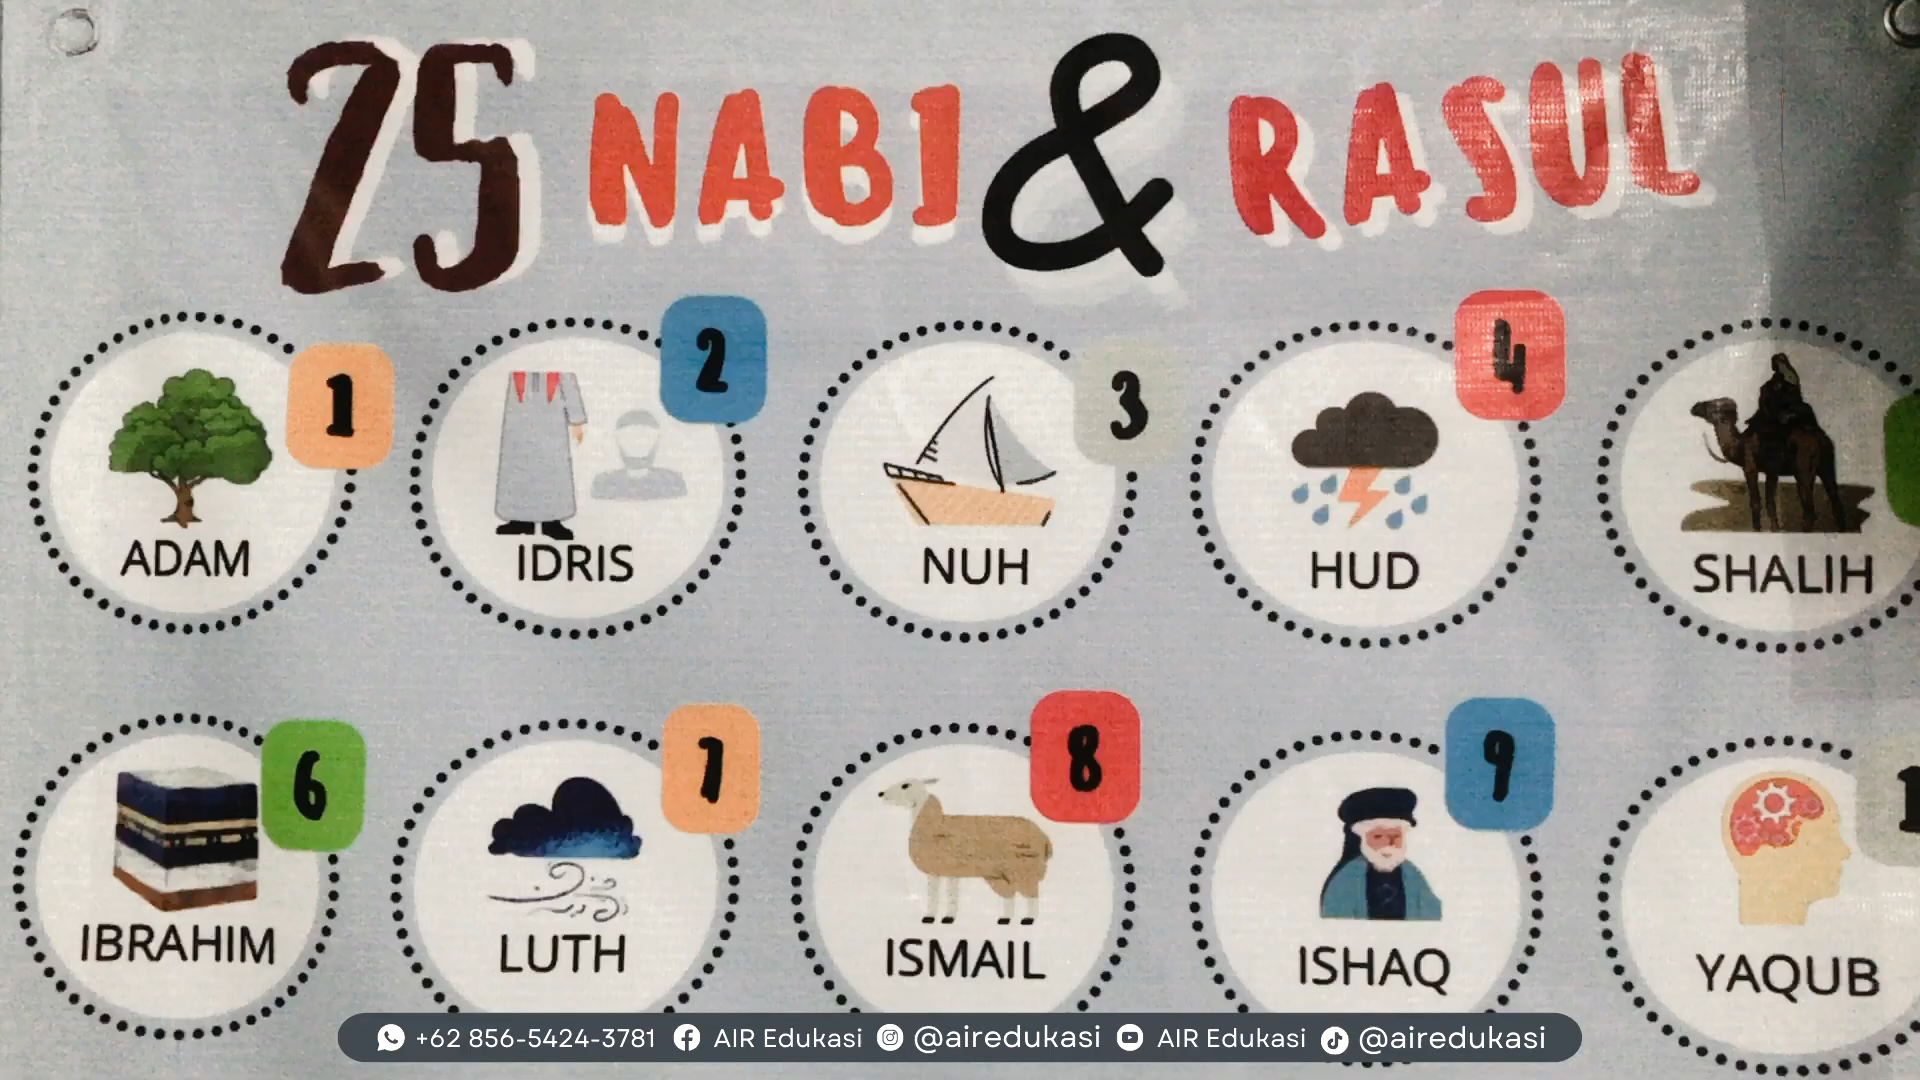 25 NABI & RASUL
1
2
3
4
ADAM
IDRIS
NUH
HUD
SHALIH
6
7
8
9
IBRAHIM
LUTH
ISMAIL
ISHAQ
YAQUB
+62 856-5424-3781 AIR Edukasi @airedukasi AIR Edukasi @airedukasi